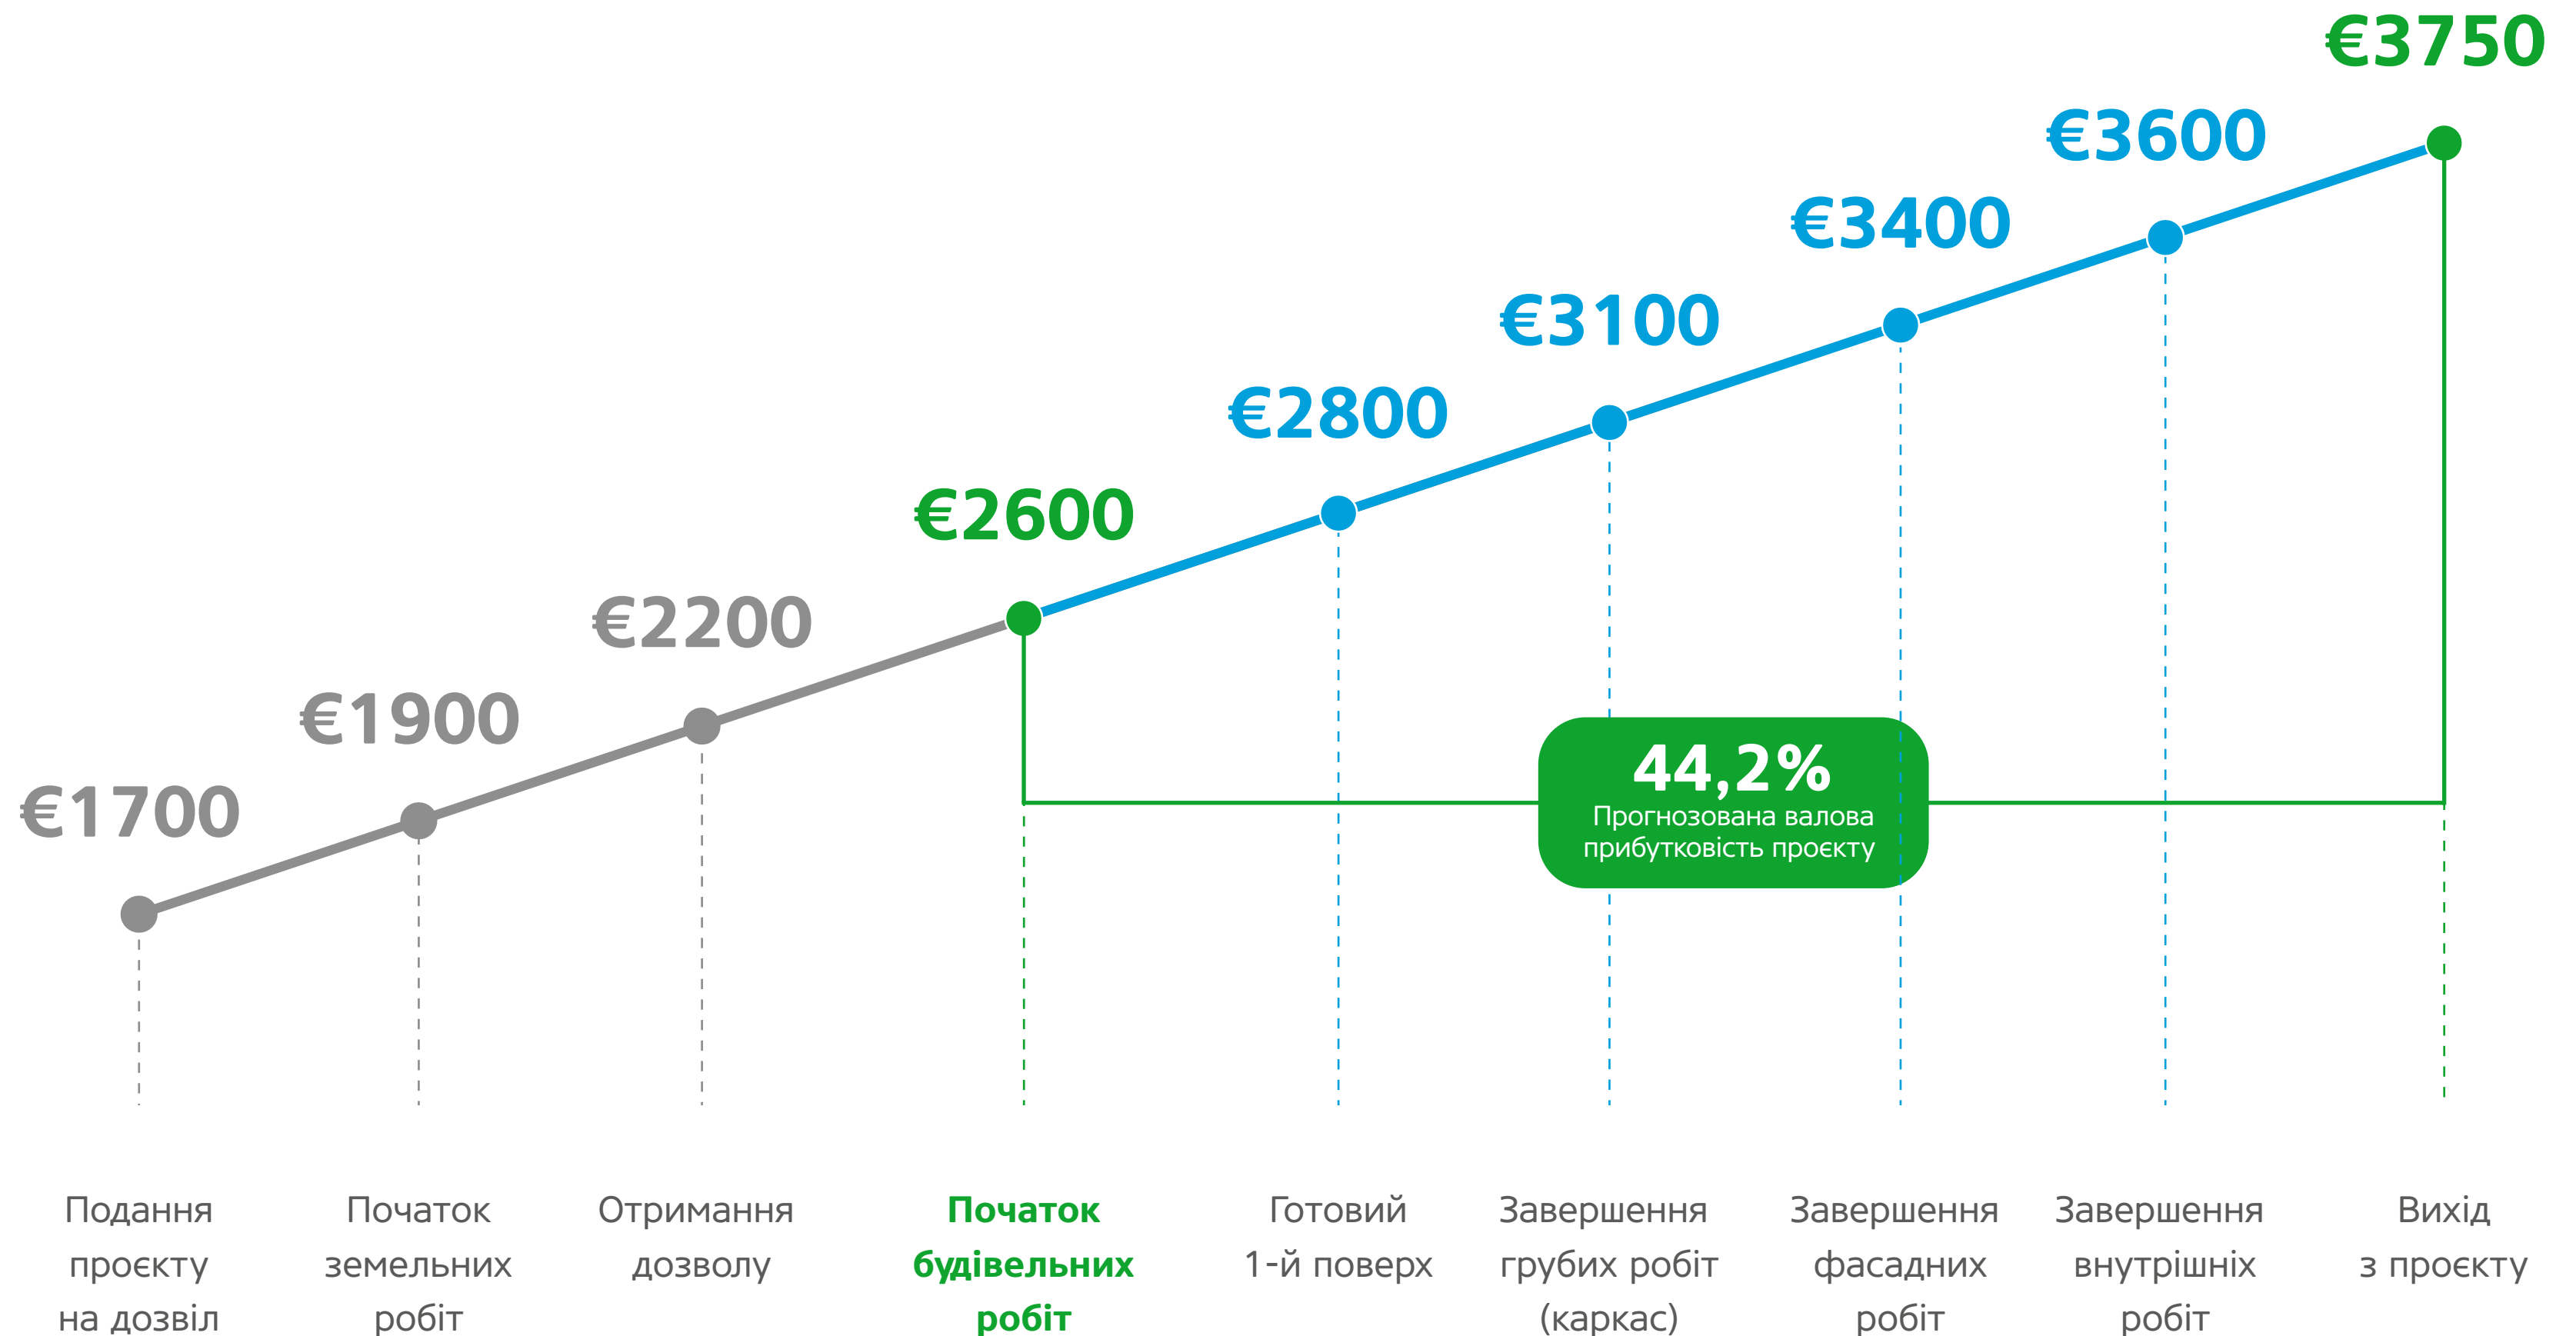 €3750
€3600
€3400
€3100
€2800
€2600
€2200
€1900
€1700
44,2%
Прогнозована валова
прибутковість проєкту
Подання
проєкту
на дозвіл
Початок
земельних
робіт
Отримання
дозволу
Початок
будівельних
робіт
Готовий
1-й поверх
Завершення
грубих робіт
(каркас)
Завершення
фасадних
робіт
Завершення
внутрішніх
робіт
Вихід
з проєкту